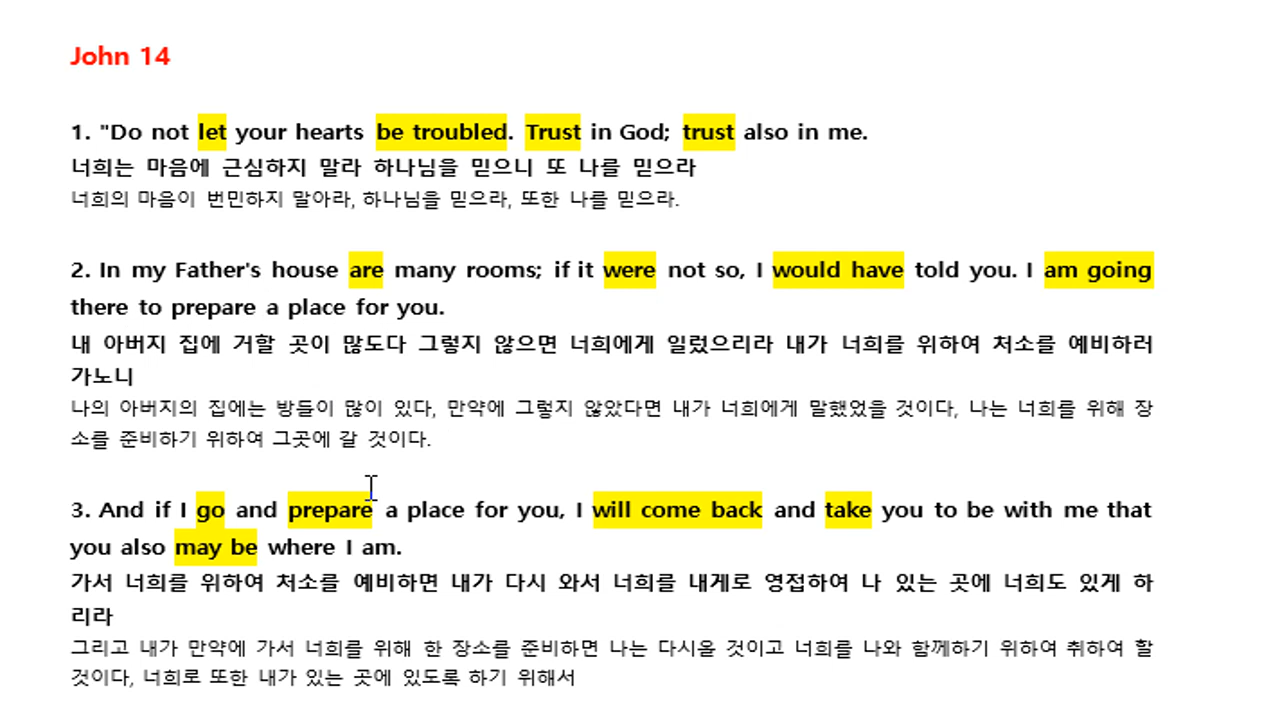 John 14
1. "Do not let your hearts be troubled. Trust in God; trust also in me.
너희는 마음에 근심하지 말라 하나님을 믿으니 또 나를 믿으라
너희의 마음이 번민하지 말아라, 하나님을 믿으라, 또한 나를 믿으라.
2. In my Father's house are many rooms; if it were not so, I would have told you. I am going
there to prepare a place for you.
내 아버지 집에 거할 곳이 많도다 그렇지 않으면 너희에게 일렀으리라 내가 너희를 위하여 처소를 예비하러
가노니
나의 아버지의 집에는 방들이 많이 있다, 만약에 그렇지 않았다면 내가 너희에게 말했었을 것이다, 나는 너희를 위해 장
소를 준비하기 위하여 그곳에 갈 것이다.
3. And if I go and prepare a place for you, I will come back and take you to be with me that
you also may be where I am.
가서 너희를 위하여 처소를 예비하면 내가 다시 와서 너희를 내게로 영접하여 나 있는 곳에 너희도 있게 하
리라
그리고 내가 만약에 가서 너희를 위해 한 장소를 준비하면 나는 다시올 것이고 너희를 나와 함께하기 위하여 취하여 할
것이다, 너희로 또한 내가 있는 곳에 있도록 하기 위해서